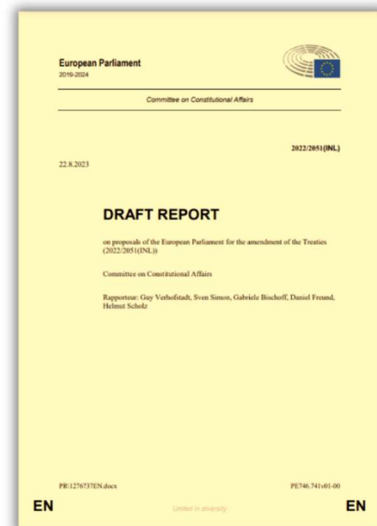 European Parliament
2019-2024
Committee on Constitutional Affairs
2022/2051(INL)
22.8.2023
DRAFT REPORT
on proposals of the European Parliament for the amendment of the Treaties
(2022/2051(INL))
Committee on Constitutional Affairs
Rapporteur: Guy Verhofstadt, Sven Simon, Gabriele Bischoff, Daniel Freund,
Helmut Scholz
PR\1276737EN.docx
PE746.741v01-00
EN
United in diversity
EN